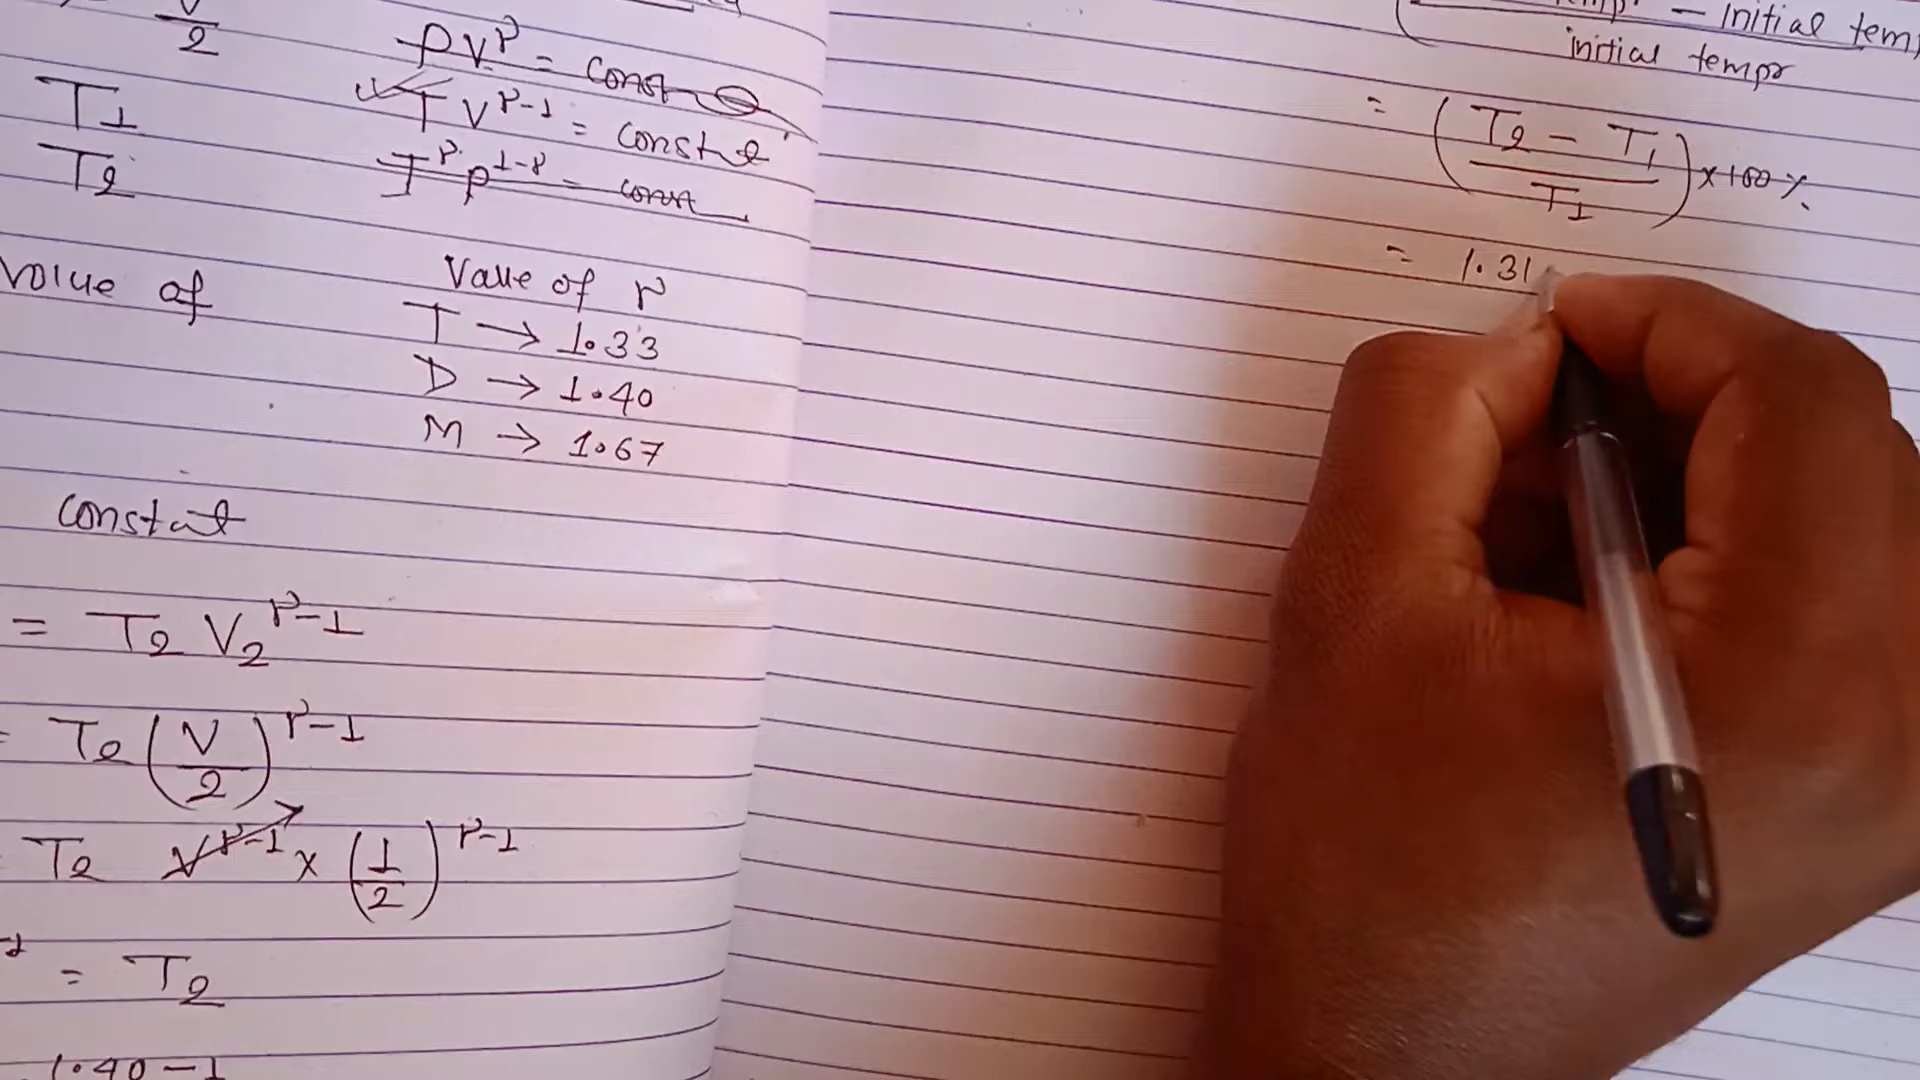 V/2
PV^γ = const
T1
TV^γ-1 = constnt
T2
T^γ P^1-γ = const
Value of
Value of γ
T → 1.33
D → 1.40
M → 1.67
constant
= T2 V2^γ-1
= T2 (V/2)^γ-1
= T2 V^γ-1 x (1/2)^γ-1
= T2
1.40-1
- Initial temp
initial tempr
= (T2 - T1 / T1) x 100 %
= 1.31